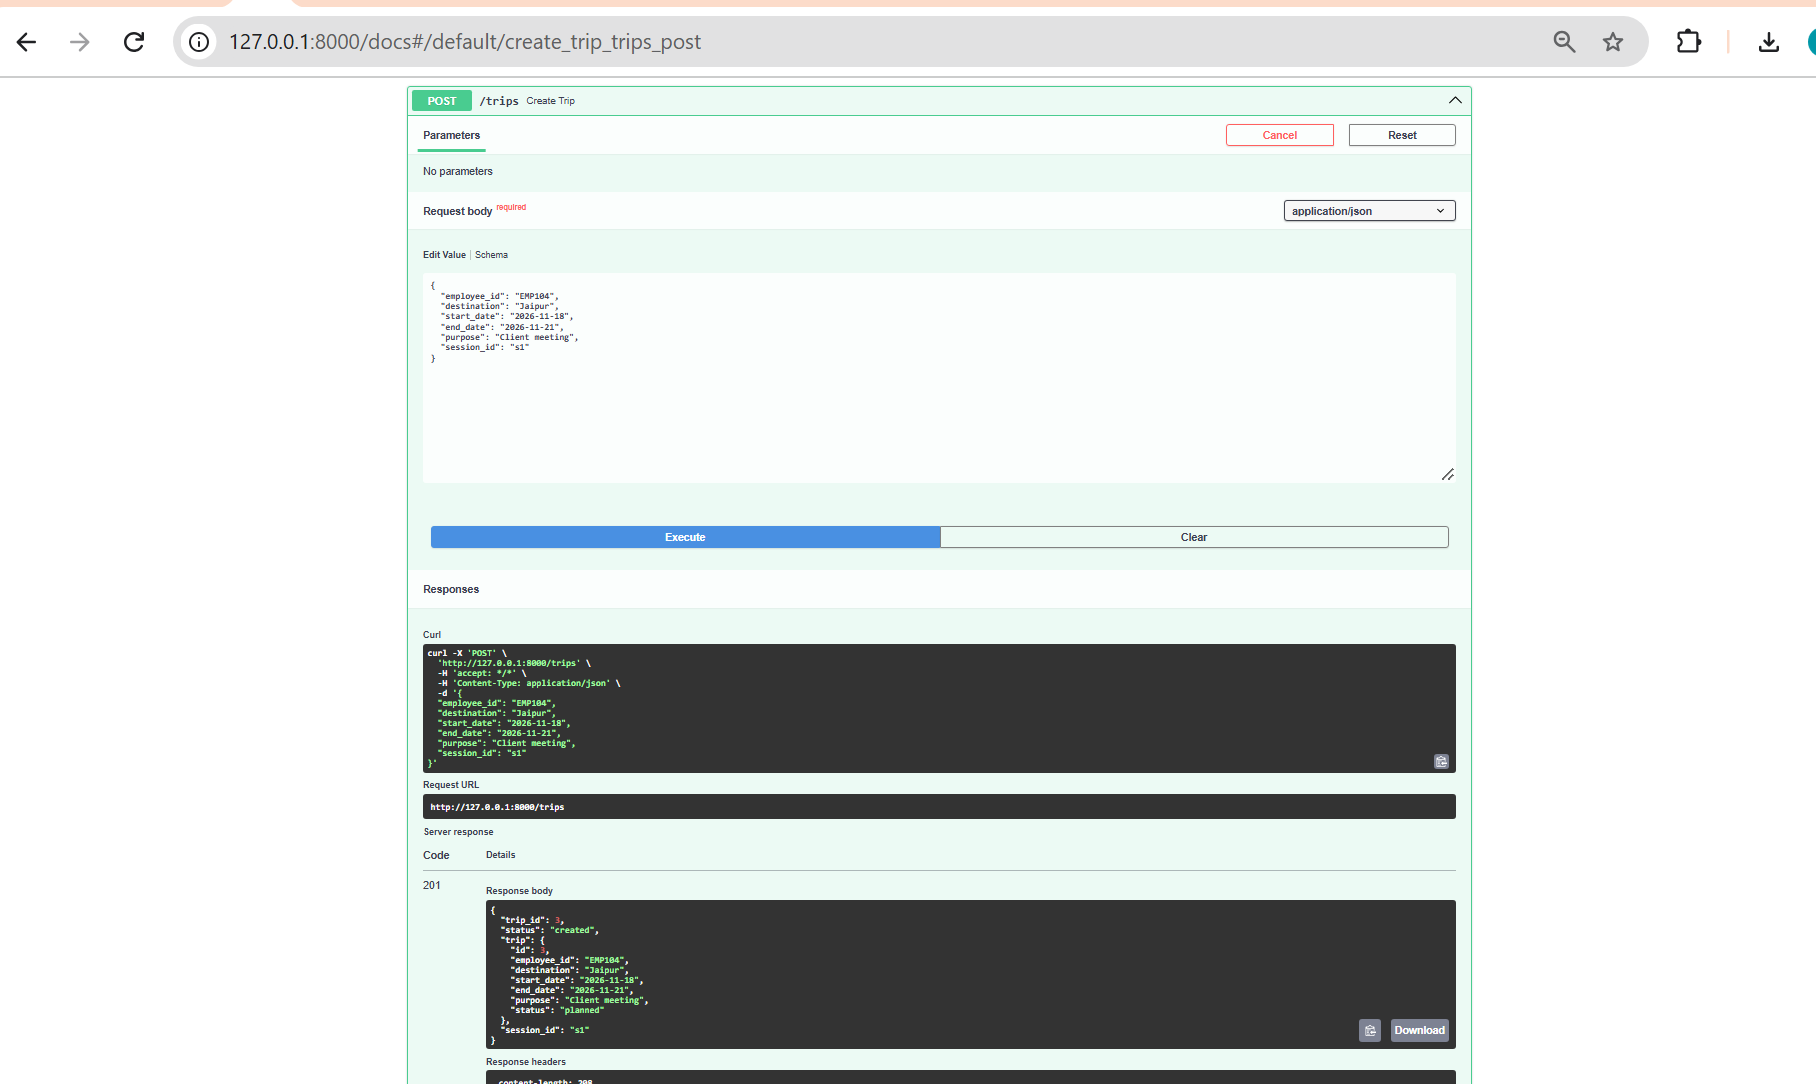 127.0.0.1:8000/docs#/default/create_trip_trips_post
POST /trips Create Trip
Parameters
Cancel
Reset
No parameters
Request body required
application/json
Edit Value | Schema
{
  "employee_id": "EMP104",
  "destination": "Jaipur",
  "start_date": "2026-11-18",
  "end_date": "2026-11-21",
  "purpose": "Client meeting",
  "session_id": "s1"
}
Execute
Clear
Responses
Curl
curl -X 'POST' \
  'http://127.0.0.1:8000/trips' \
  -H 'accept: */*' \
  -H 'Content-Type: application/json' \
  -d '{
  "employee_id": "EMP104",
  "destination": "Jaipur",
  "start_date": "2026-11-18",
  "end_date": "2026-11-21",
  "purpose": "Client meeting",
  "session_id": "s1"
}'
Request URL
http://127.0.0.1:8000/trips
Server response
Code Details
201
Response body
{
  "trip_id": 3,
  "status": "created",
  "trip": {
    "id": 3,
    "employee_id": "EMP104",
    "destination": "Jaipur",
    "start_date": "2026-11-18",
    "end_date": "2026-11-21",
    "purpose": "Client meeting",
    "status": "planned"
  },
  "session_id": "s1"
}
Download
Response headers
content-length: 208